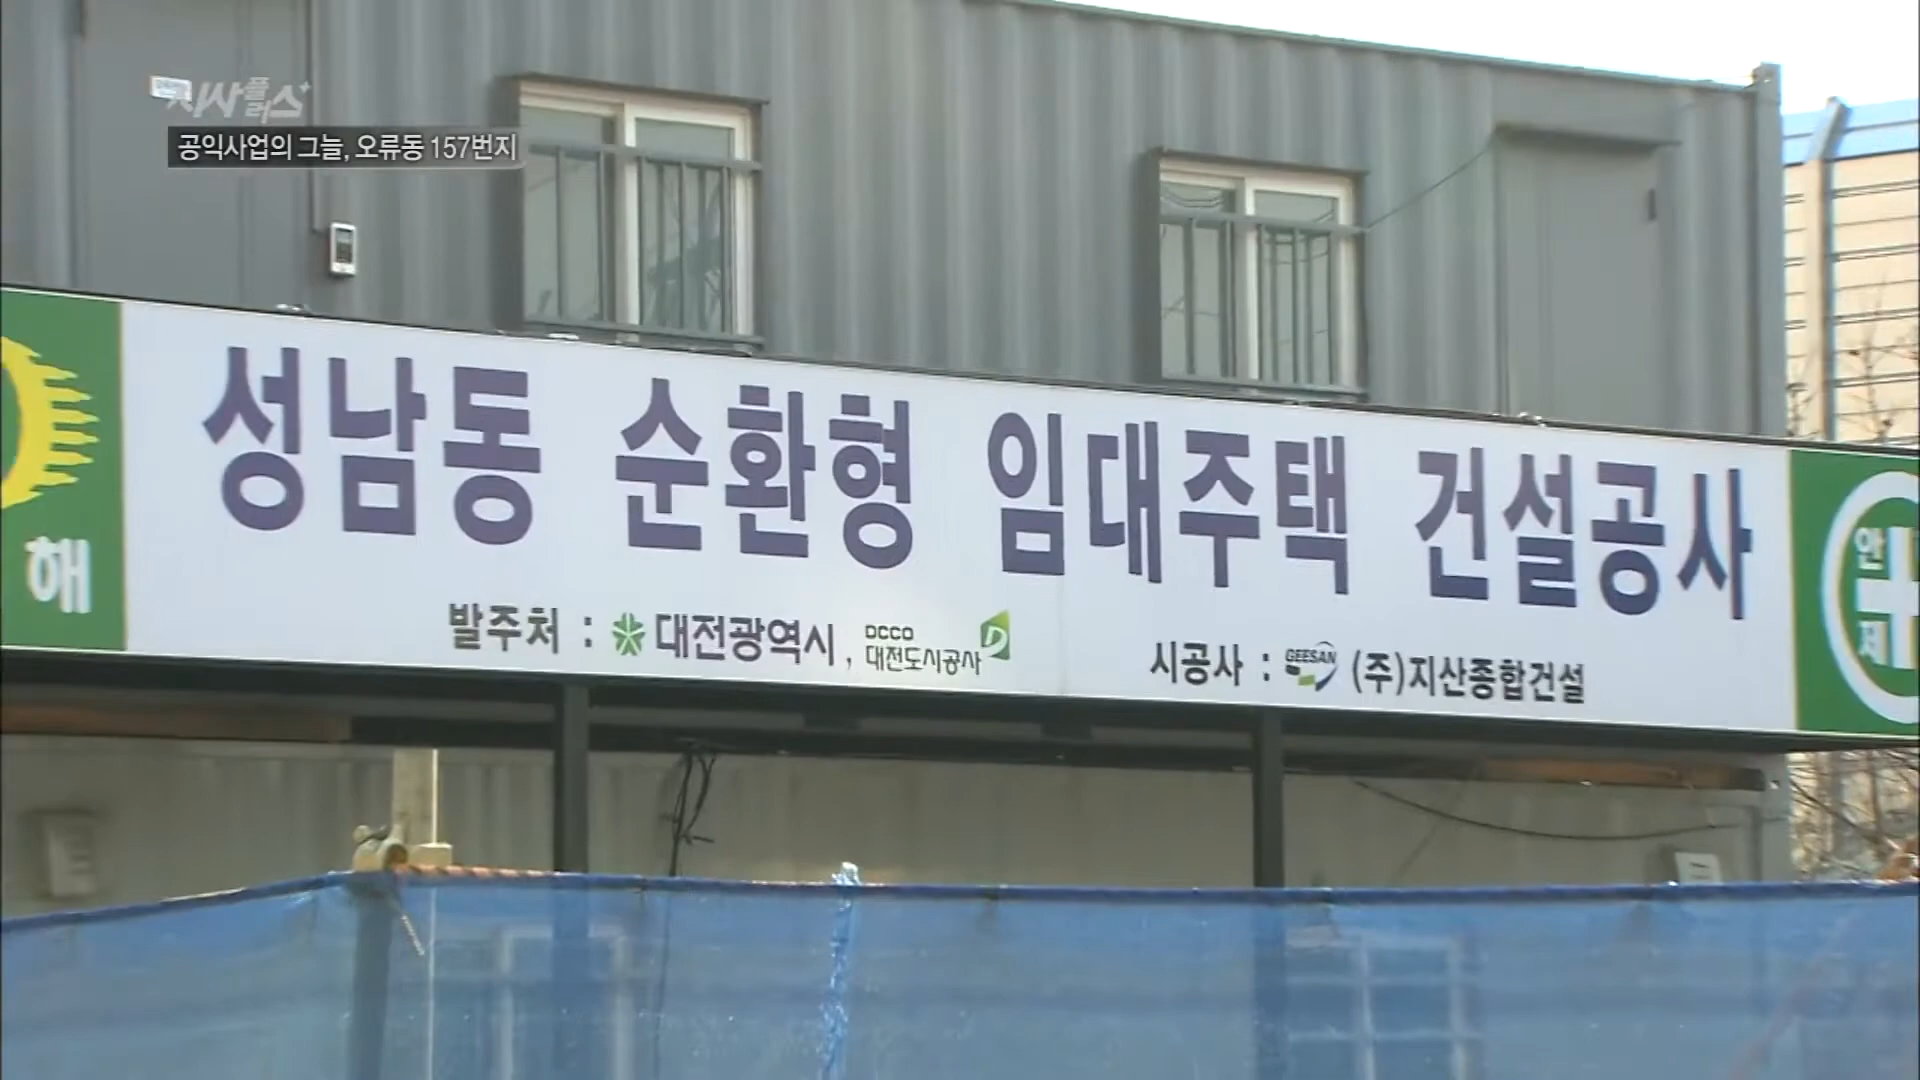 시사플러스
공익사업의 그늘, 오류동 157번지
성남동 순환형 임대주택 건설공사
해
안
제
발주처 : 대전광역시, DCCO 대전도시공사
시공사 : GEESAN (주)지산종합건설